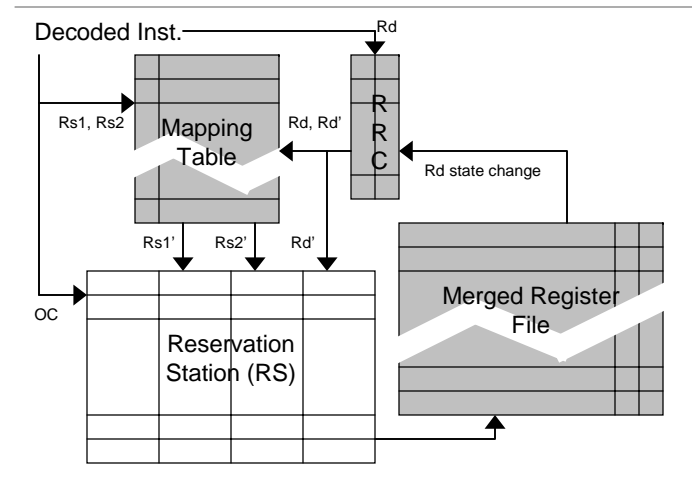 Decoded Inst.
Rd
Rs1, Rs2
Mapping
Table
Rd, Rd’
R
R
C
Rd state change
Rs1’
Rs2’
Rd’
OC
Merged Register
File
Reservation
Station (RS)